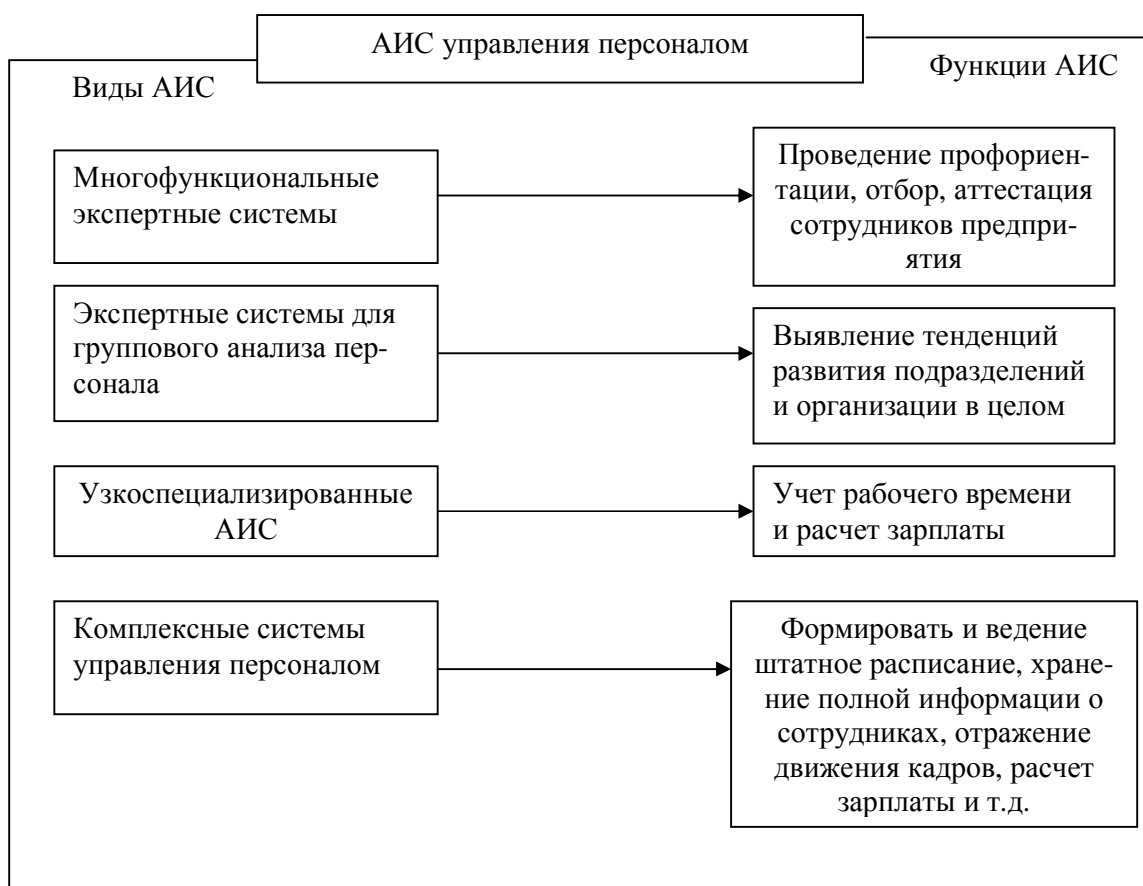 АИС управления персоналом
Виды АИС
Функции АИС
Многофункциональные
экспертные системы
Проведение профориен-
тации, отбор, аттестация
сотрудников предпри-
ятия
Экспертные системы для
группового анализа пер-
сонала
Выявление тенденций
развития подразделений
и организации в целом
Узкоспециализированные
АИС
Учет рабочего времени
и расчет зарплаты
Комплексные системы
управления персоналом
Формировать и ведение
штатное расписание, хране-
ние полной информации о
сотрудниках, отражение
движения кадров, расчет
зарплаты и т.д.